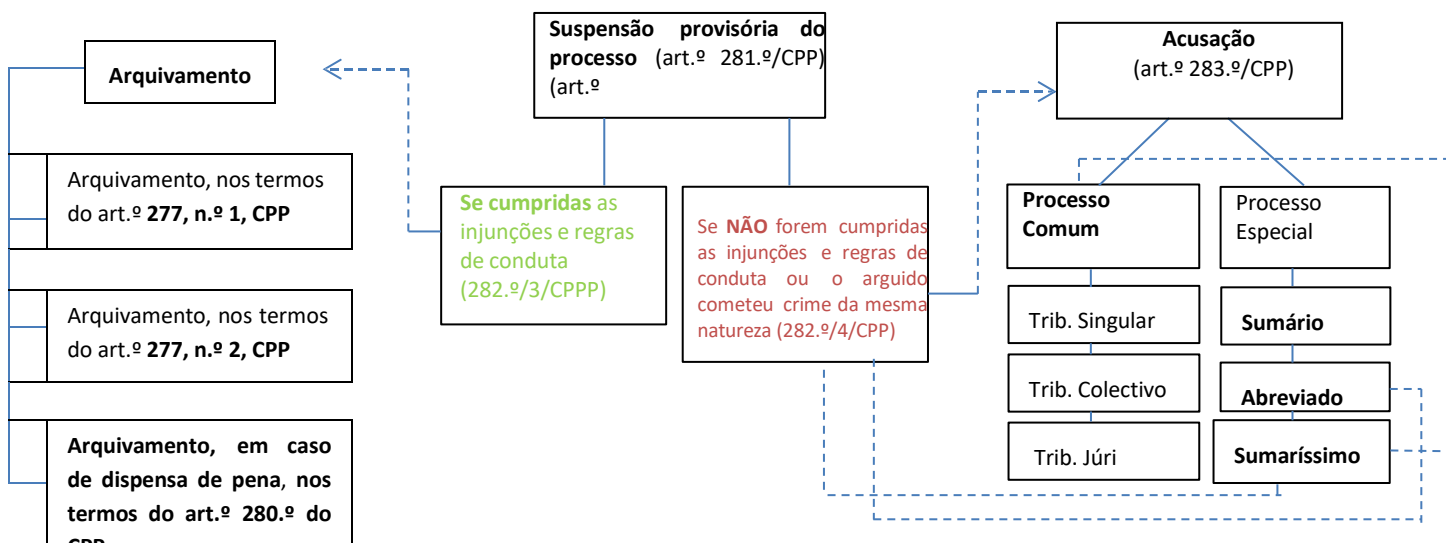 Arquivamento
Arquivamento, nos termos
do art.º 277, n.º 1, CPP
Arquivamento, nos termos
do art.º 277, n.º 2, CPP
Arquivamento, em caso
de dispensa de pena, nos
termos do art.º 280.º do
CPP
Suspensão provisória do
processo (art.º 281.º/CPP)
(art.º
Se cumpridas as
injunções e regras
de conduta
(282.º/3/CPPP)
Se NÃO forem cumpridas
as injunções e regras de
conduta ou o arguido
cometeu crime da mesma
natureza (282.º/4/CPP)
Acusação
(art.º 283.º/CPP)
Processo
Comum
Trib. Singular
Trib. Colectivo
Trib. Júri
Processo
Especial
Sumário
Abreviado
Sumaríssimo